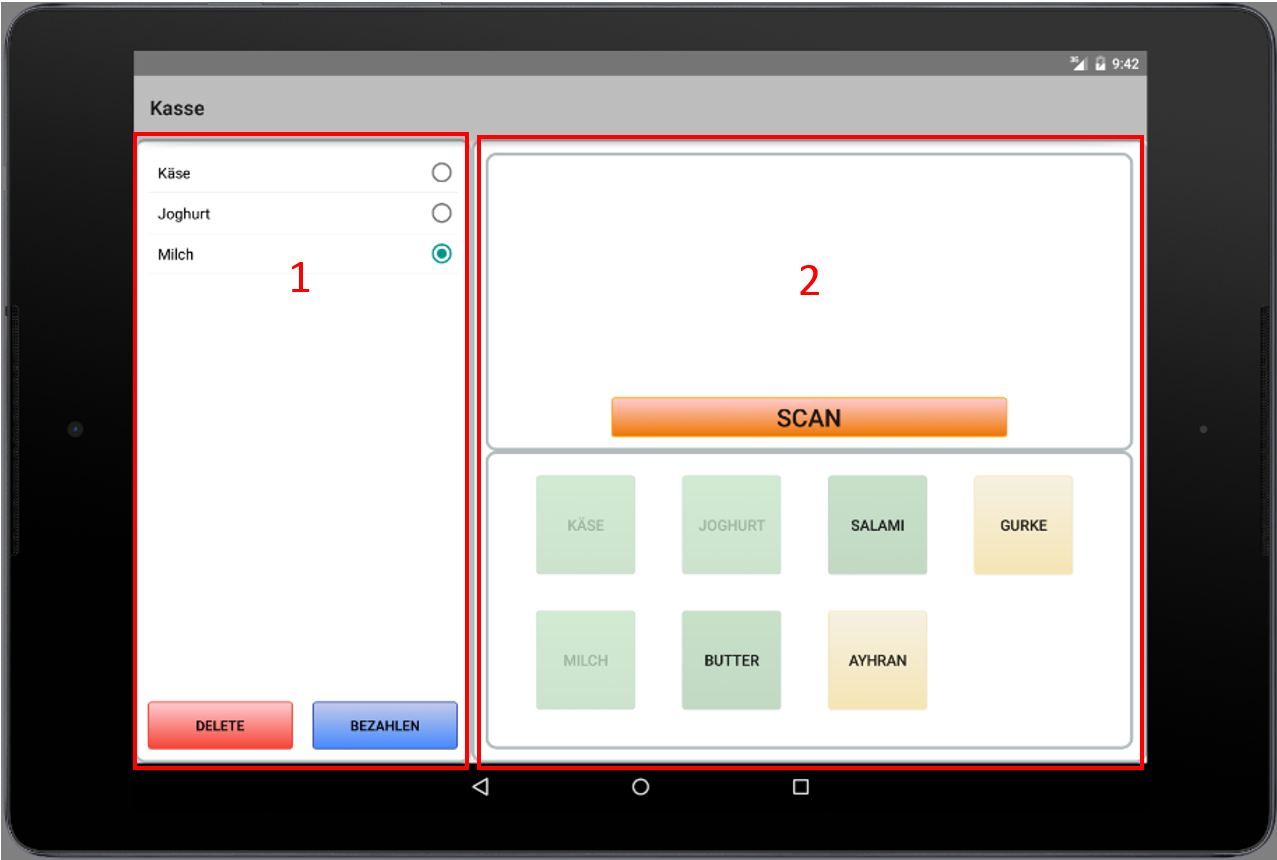 3G 9:42
Kasse
Käse
Joghurt
Milch
1
DELETE
BEZAHLEN
2
SCAN
KÄSE
JOGHURT
SALAMI
GURKE
MILCH
BUTTER
AYHRAN